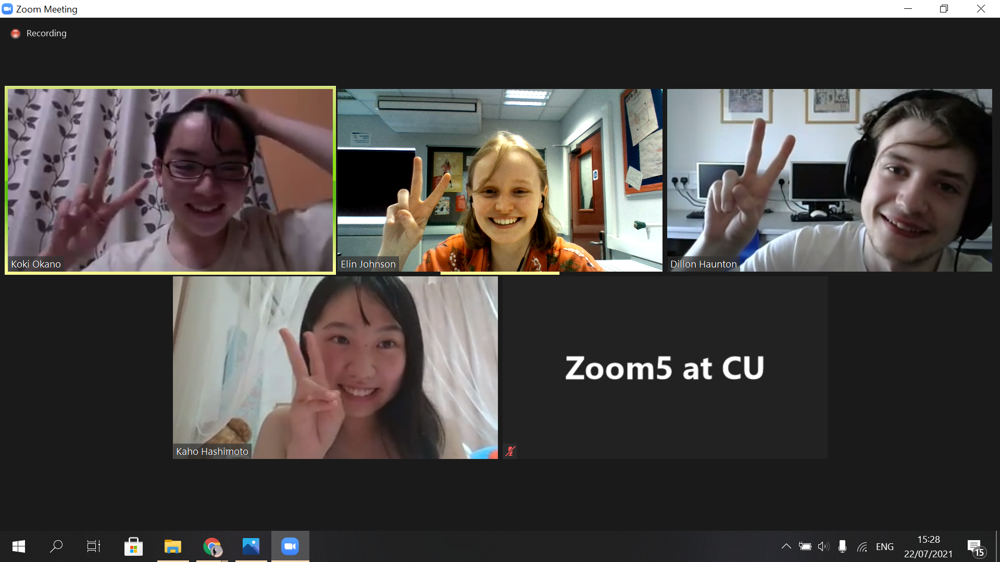 Zoom Meeting
Recording
Koki Okano
Elin Johnson
Dillon Haunton
Kaho Hashimoto
Zoom5 at CU
ENG
15:28
22/07/2021
15